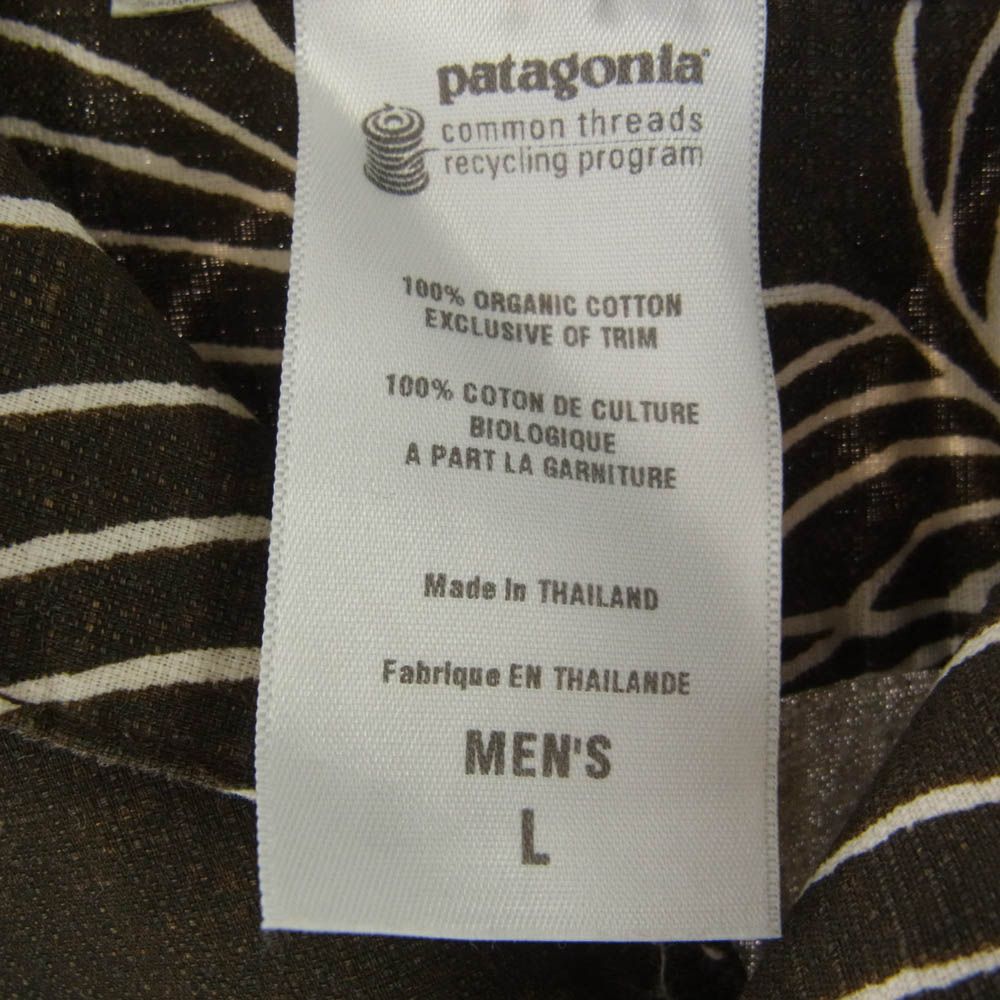 patagonia
common threads
recycling program
100% ORGANIC COTTON
EXCLUSIVE OF TRIM
100% COTON DE CULTURE
BIOLOGIQUE
A PART LA GARNITURE
Made In THAILAND
Fabrique EN THAILANDE
MEN'S
L